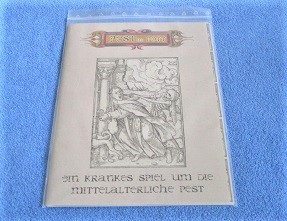 EIN KRANKES SPIEL UM DIE
MITTELALTERLICHE PEST